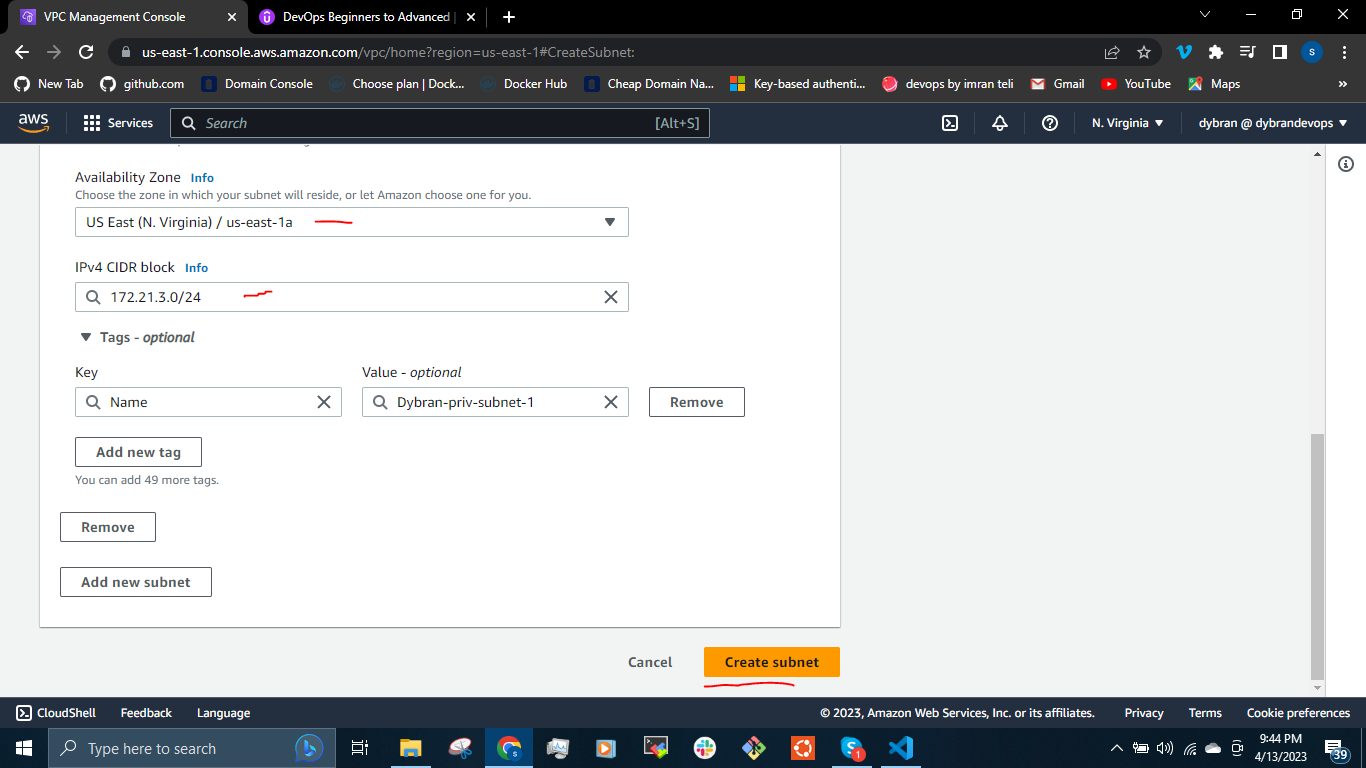 VPC Management Console
DevOps Beginners to Advanced |
us-east-1.console.aws.amazon.com/vpc/home?region=us-east-1#CreateSubnet:
S
New Tab
github.com
Domain Console
Choose plan | Dock...
Docker Hub
Cheap Domain Na...
Key-based authenti...
devops by imran teli
Gmail
YouTube
Maps
»
aws
Services
Search
[Alt+S]
N. Virginia
dybran @ dybrandevops
Availability Zone Info
Choose the zone in which your subnet will reside, or let Amazon choose one for you.
US East (N. Virginia) / us-east-1a
IPv4 CIDR block Info
172.21.3.0/24
Tags - optional
Key
Value - optional
Name
Dybran-priv-subnet-1
Remove
Add new tag
You can add 49 more tags.
Remove
Add new subnet
Cancel
Create subnet
CloudShell
Feedback
Language
© 2023, Amazon Web Services, Inc. or its affiliates.
Privacy
Terms
Cookie preferences
Type here to search
1
9:44 PM
4/13/2023
39